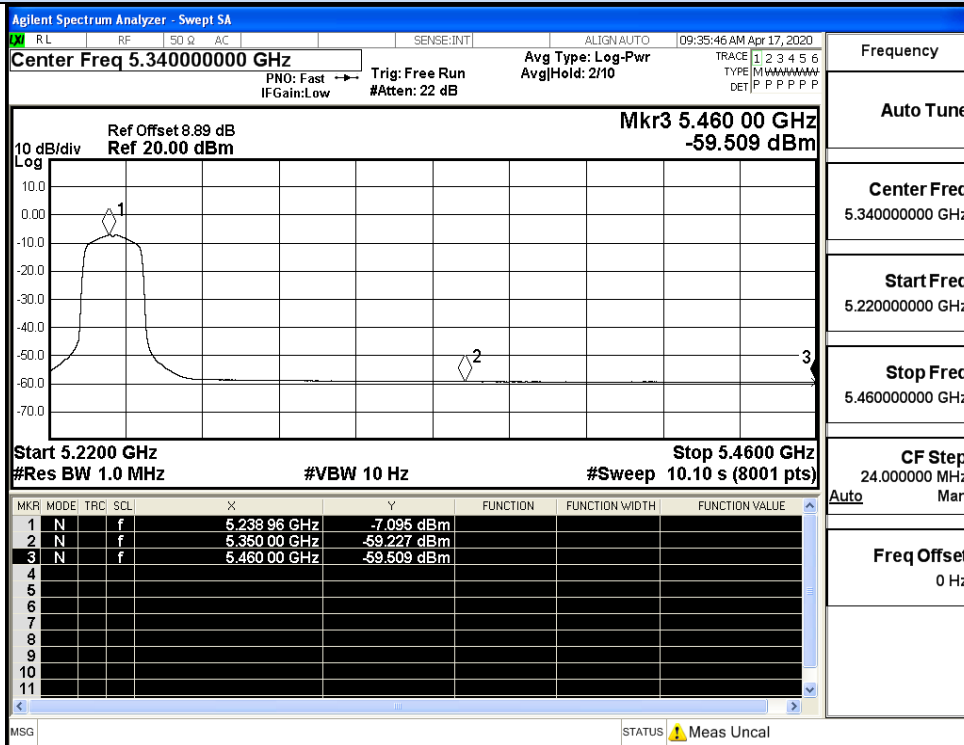 Agilent Spectrum Analyzer - Swept SA
LXI RL RF 50 Ω AC SENSE:INT ALIGN AUTO 09:35:46 AM Apr 17, 2020
Center Freq 5.340000000 GHz
PNO: Fast
IFGain:Low
Trig: Free Run
#Atten: 22 dB
Avg Type: Log-Pwr
Avg|Hold: 2/10
TRACE 1 2 3 4 5 6
TYPE M WWWWW
DET P P P P P P
Mkr3 5.460 00 GHz
-59.509 dBm
Ref Offset 8.89 dB
10 dB/div Ref 20.00 dBm
Log
10.0
0.00
-10.0
-20.0
-30.0
-40.0
-50.0
-60.0
-70.0
1
2
3
Start 5.2200 GHz Stop 5.4600 GHz
#Res BW 1.0 MHz #VBW 10 Hz #Sweep 10.10 s (8001 pts)
MKR MODE TRC SCL X Y FUNCTION FUNCTION WIDTH FUNCTION VALUE
1 N f 5.238 96 GHz -7.095 dBm
2 N f 5.350 00 GHz -59.227 dBm
3 N f 5.460 00 GHz -59.509 dBm
4
5
6
7
8
9
10
11
MSG STATUS Meas Uncal
Frequency
Auto Tune
Center Freq
5.340000000 GHz
Start Freq
5.220000000 GHz
Stop Freq
5.460000000 GHz
CF Step
24.000000 MHz
Auto Man
Freq Offset
0 Hz